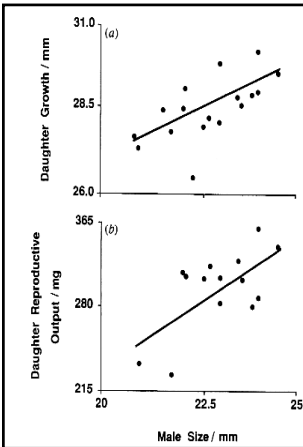 Daughter Growth / mm
31.0
(a)
28.5
26.0
Daughter Reproductive
Output / mg
365
(b)
280
215
20
22.5
25
Male Size / mm